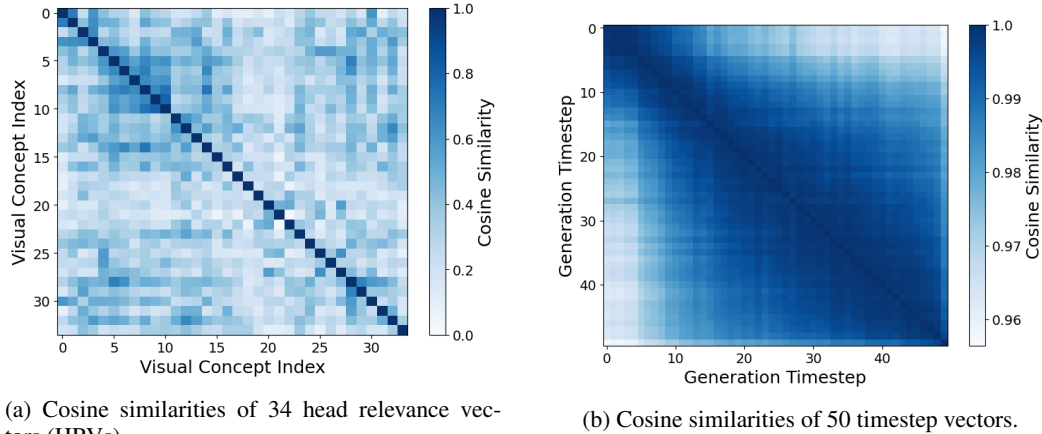 0
5
10
15
20
25
30
Visual Concept Index
0 5 10 15 20 25 30
Visual Concept Index
1.0
0.8
0.6
0.4
0.2
0.0
Cosine Similarity
(a) Cosine similarities of 34 head relevance vec-
tors (HRVs)
0
10
20
30
40
Generation Timestep
0 10 20 30 40
Generation Timestep
1.0
0.99
0.98
0.97
0.96
Cosine Similarity
(b) Cosine similarities of 50 timestep vectors.